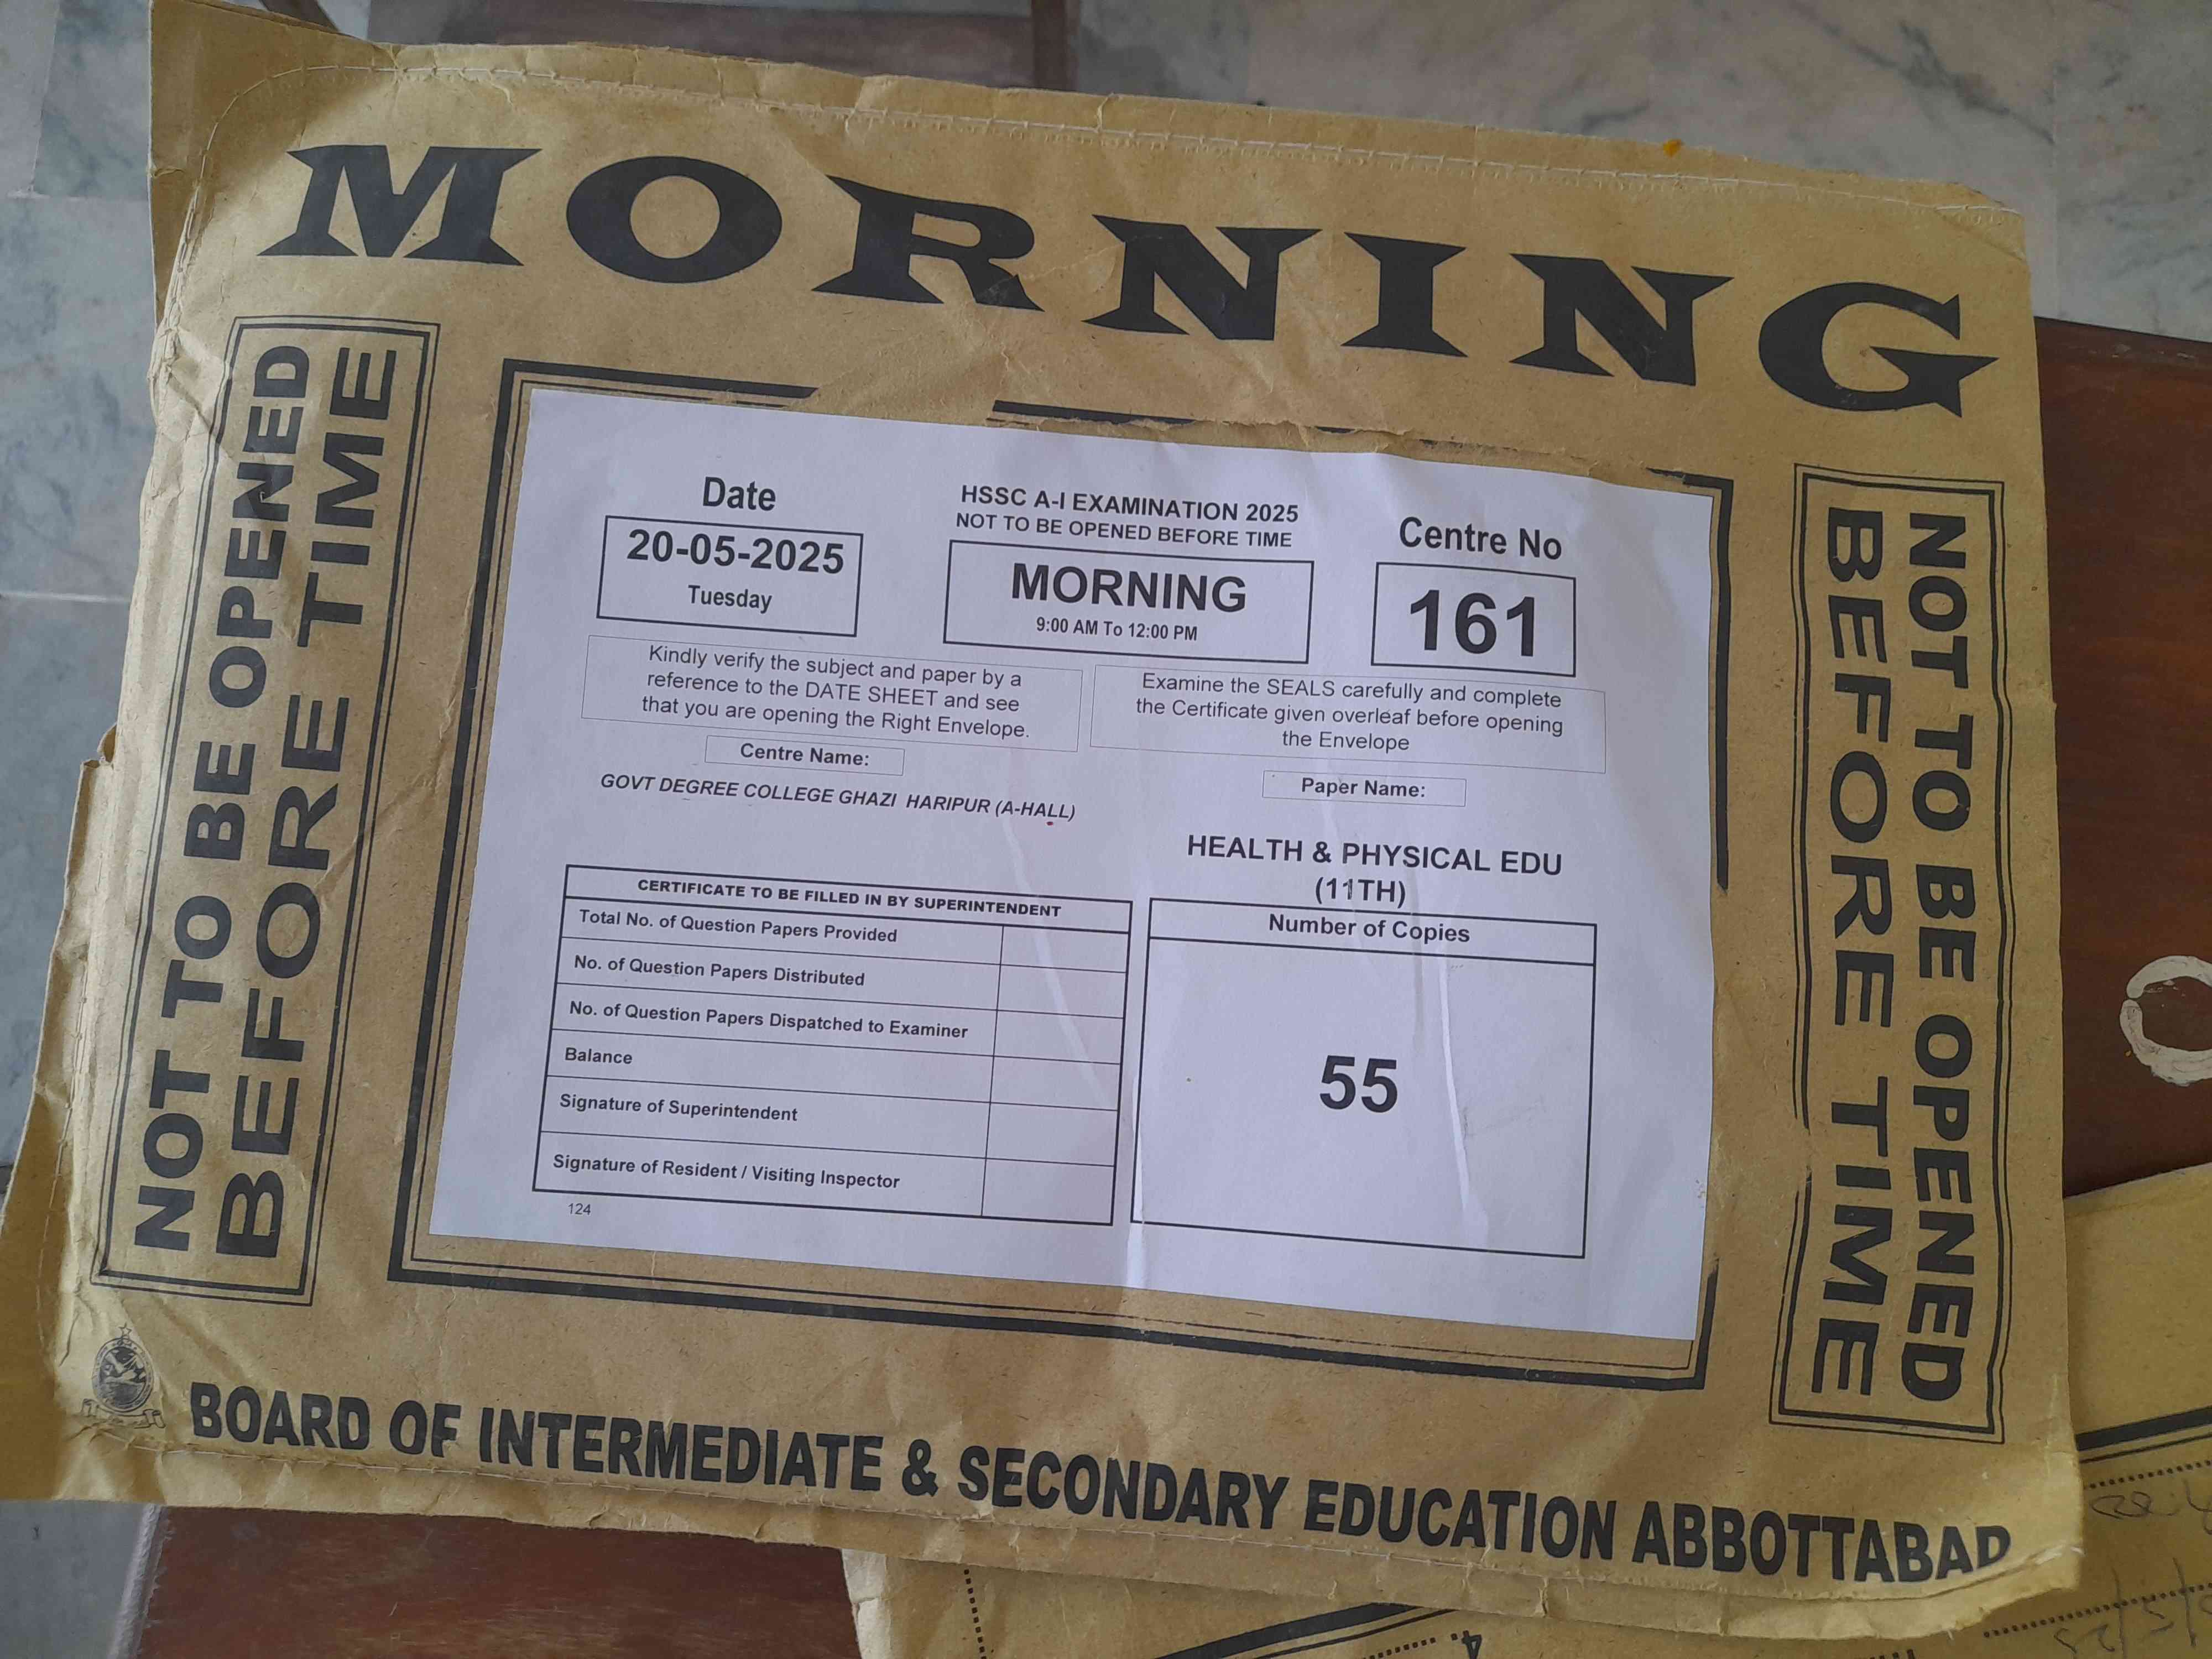 MORNING
NOT TO BE OPENED
BEFORE TIME
Date
20-05-2025
Tuesday
HSSC A-I EXAMINATION 2025
NOT TO BE OPENED BEFORE TIME
MORNING
9:00 AM To 12:00 PM
Centre No
161
Kindly verify the subject and paper by a
reference to the DATE SHEET and see
that you are opening the Right Envelope.
Examine the SEALS carefully and complete
the Certificate given overleaf before opening
the Envelope
Centre Name:
GOVT DEGREE COLLEGE GHAZI HARIPUR (A-HALL)
Paper Name:
HEALTH & PHYSICAL EDU
(11TH)
CERTIFICATE TO BE FILLED IN BY SUPERINTENDENT
Total No. of Question Papers Provided
No. of Question Papers Distributed
No. of Question Papers Dispatched to Examiner
Balance
Signature of Superintendent
Signature of Resident / Visiting Inspector
Number of Copies
55
124
NOT TO BE OPENED
BEFORE TIME
BOARD OF INTERMEDIATE & SECONDARY EDUCATION ABBOTTABAD
4.